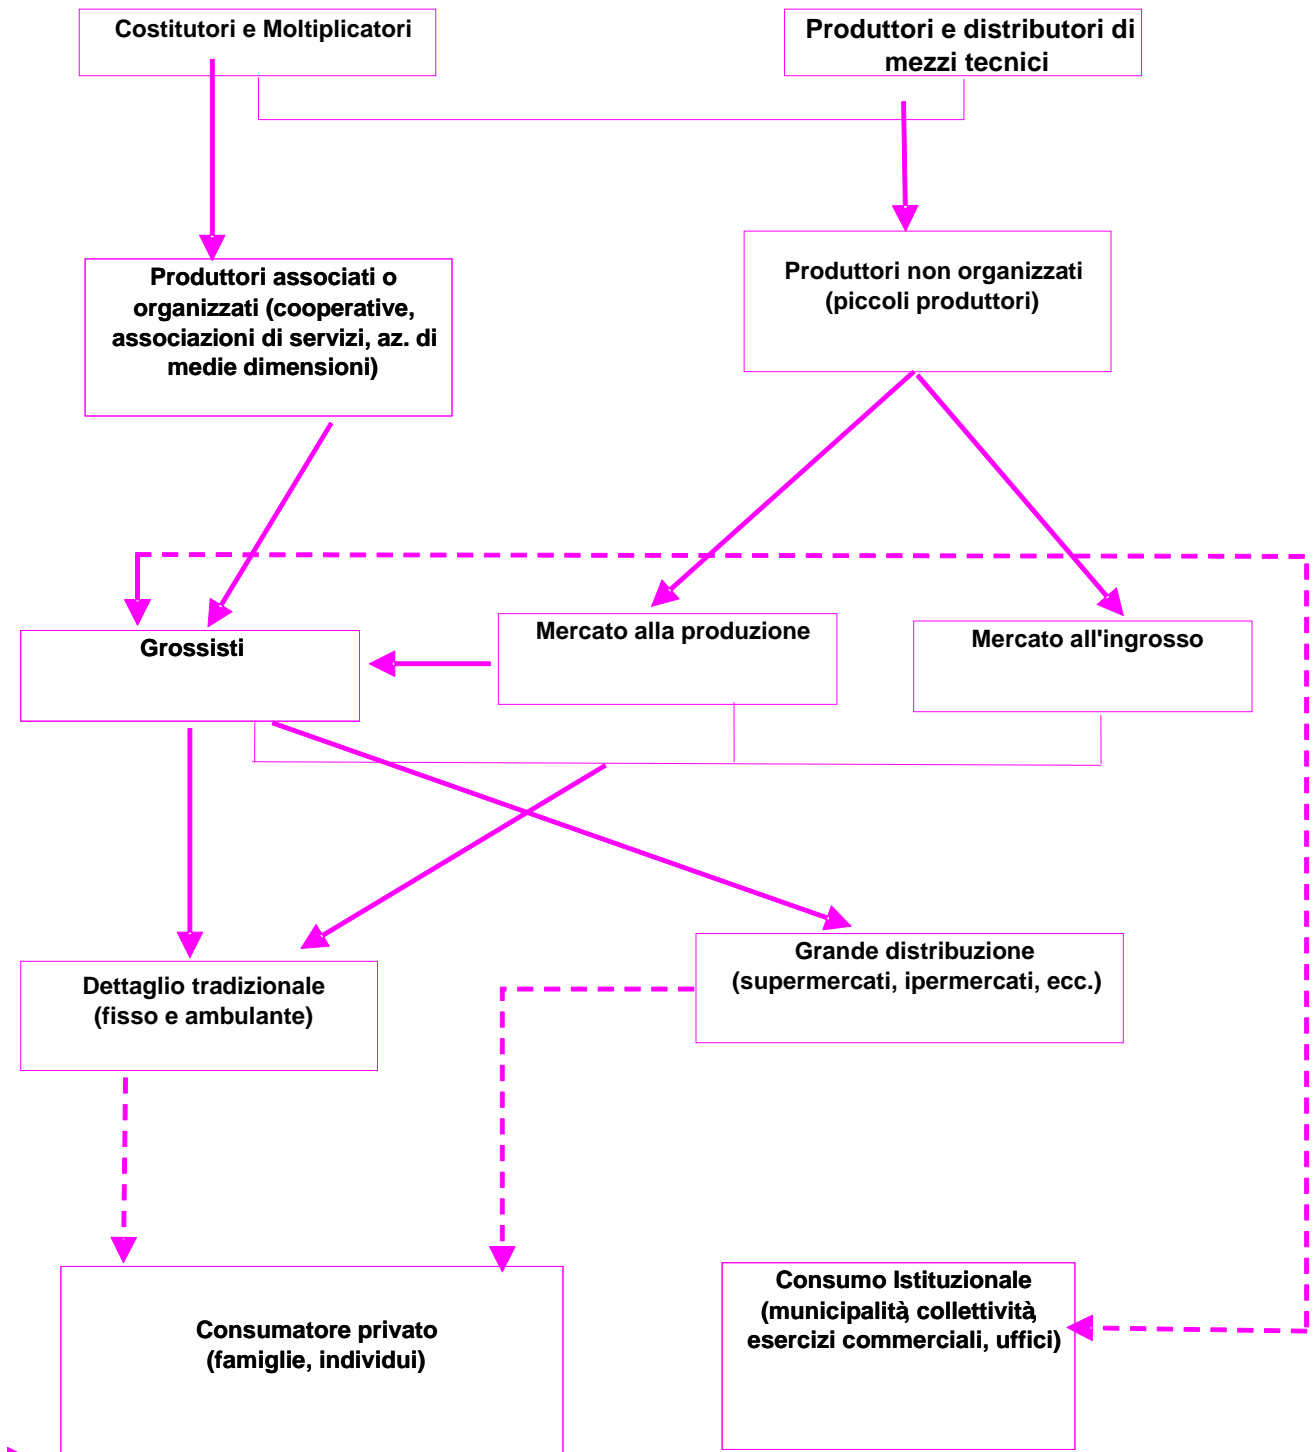 Costitutori e Moltiplicatori
Produttori e distributori di
mezzi tecnici
Produttori associati o
organizzati (cooperative,
associazioni di servizi, az. di
medie dimensioni)
Produttori non organizzati
(piccoli produttori)
Grossisti
Mercato alla produzione
Mercato all'ingrosso
Dettaglio tradizionale
(fisso e ambulante)
Grande distribuzione
(supermercati, ipermercati, ecc.)
Consumatore privato
(famiglie, individui)
Consumo Istituzionale
(municipalità, collettività,
esercizi commerciali, uffici)